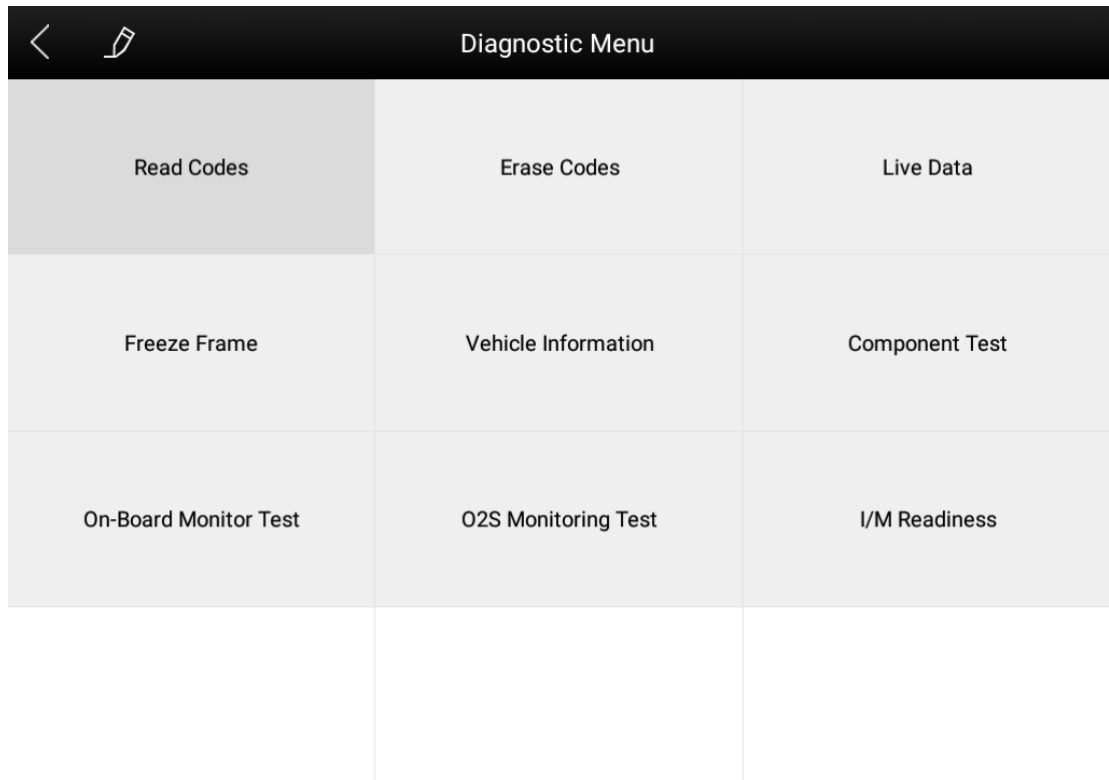 Diagnostic Menu
Read Codes
Erase Codes
Live Data
Freeze Frame
Vehicle Information
Component Test
On-Board Monitor Test
O2S Monitoring Test
I/M Readiness